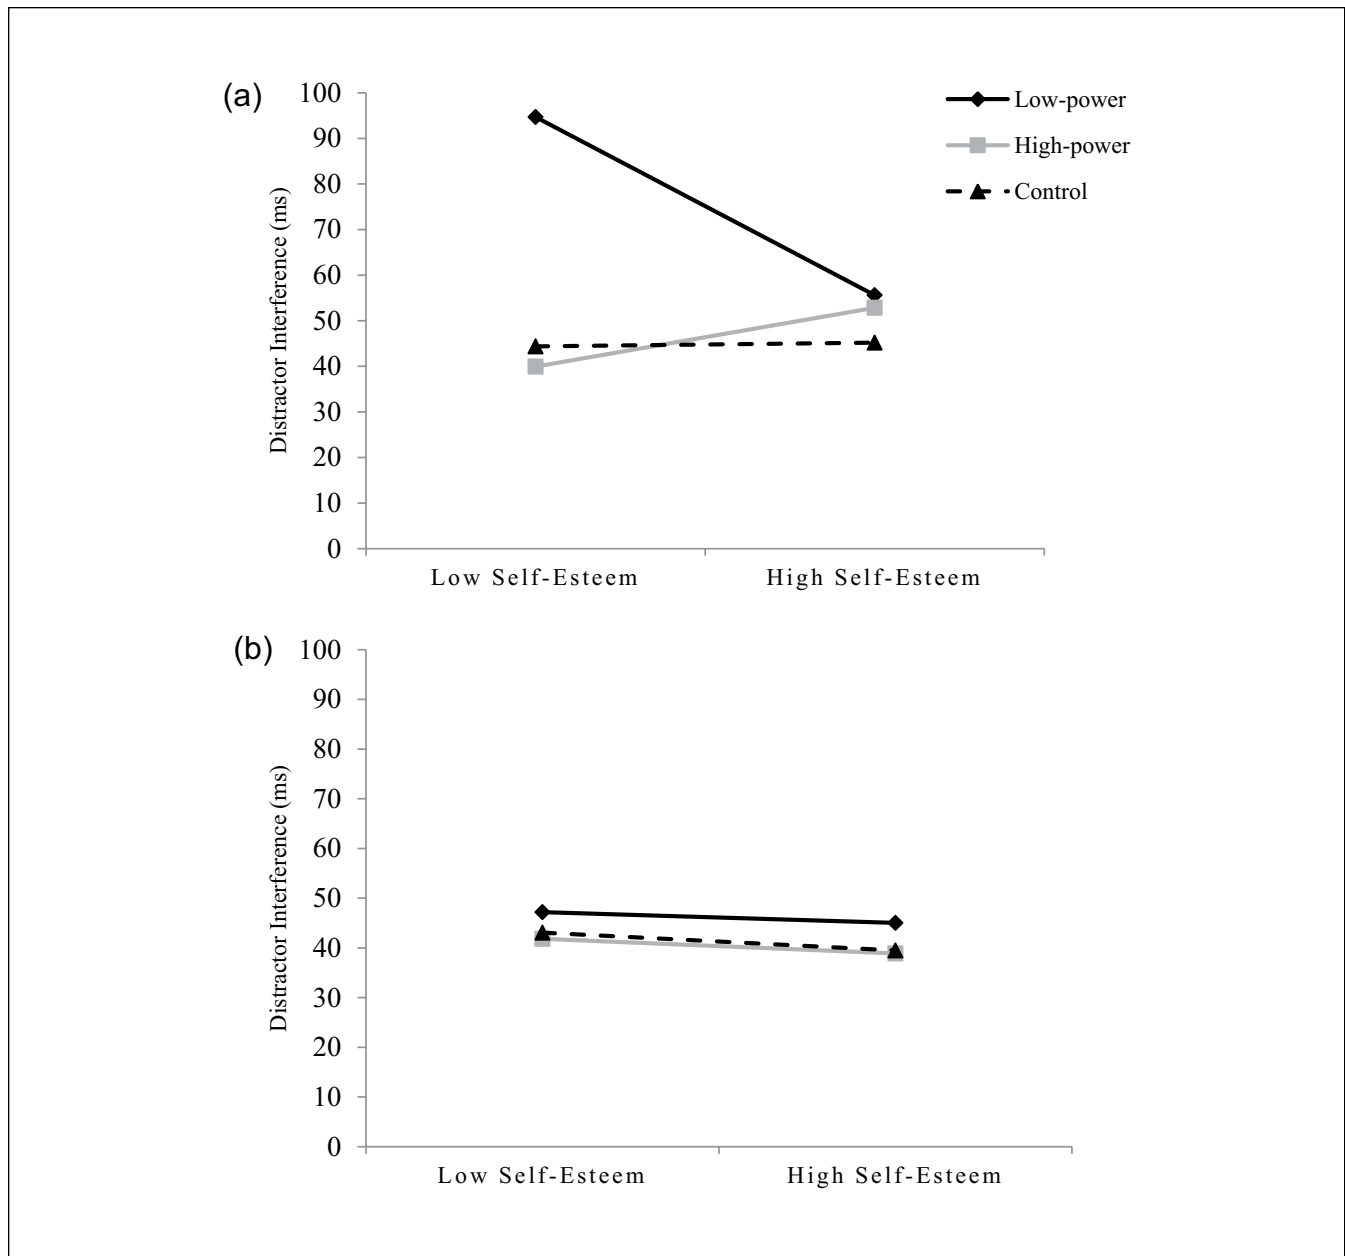 (a)
100
90
80
70
60
50
40
30
20
10
0
Distractor Interference (ms)
Low Self-Esteem
High Self-Esteem
Low-power
High-power
Control
(b)
100
90
80
70
60
50
40
30
20
10
0
Distractor Interference (ms)
Low Self-Esteem
High Self-Esteem